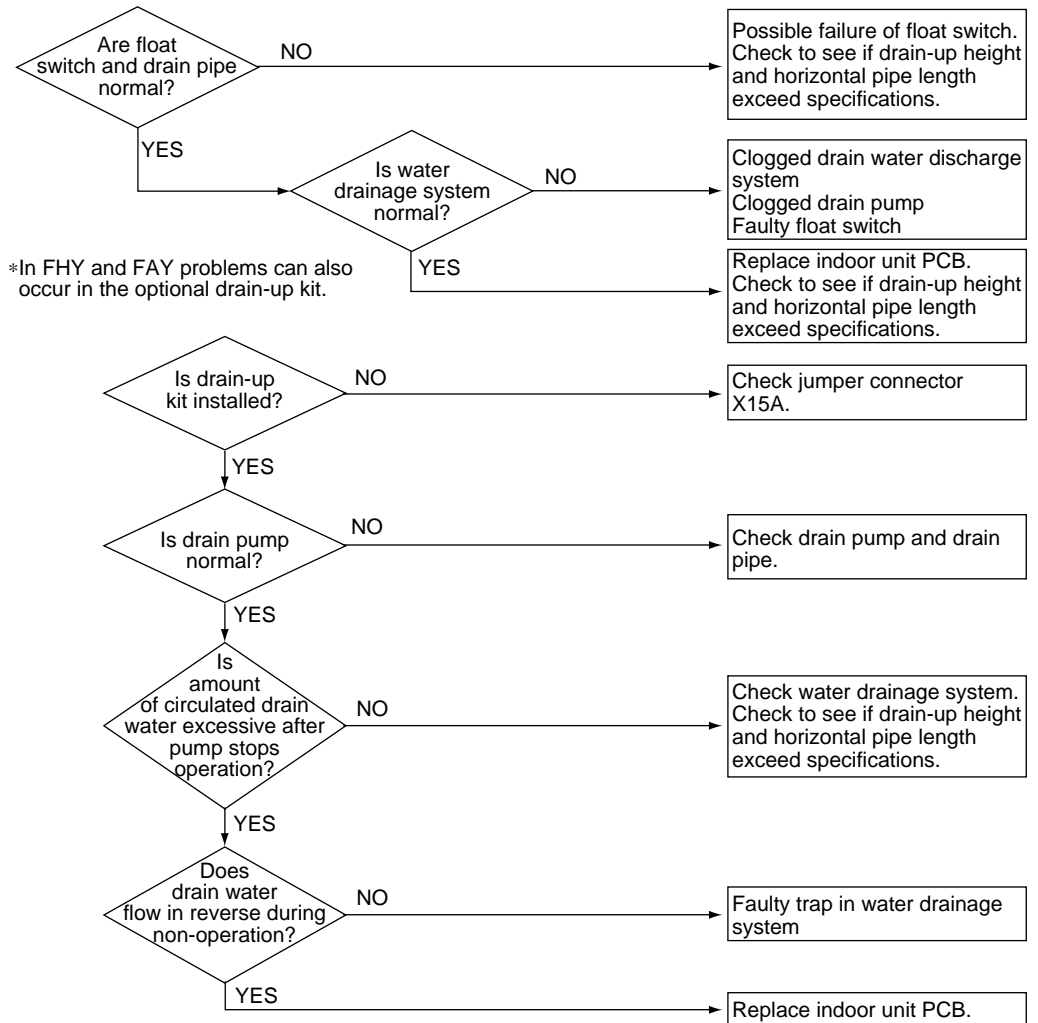 Are float
switch and drain pipe
normal?
NO
Possible failure of float switch.
Check to see if drain-up height
and horizontal pipe length
exceed specifications.
YES
Is water
drainage system
normal?
NO
Clogged drain water discharge
system
Clogged drain pump
Faulty float switch
YES
Replace indoor unit PCB.
Check to see if drain-up height
and horizontal pipe length
exceed specifications.
*In FHY and FAY problems can also
occur in the optional drain-up kit.
Is drain-up
kit installed?
NO
Check jumper connector
X15A.
YES
Is drain pump
normal?
NO
Check drain pump and drain
pipe.
YES
Is
amount
of circulated drain
water excessive after
pump stops
operation?
NO
Check water drainage system.
Check to see if drain-up height
and horizontal pipe length
exceed specifications.
YES
Does
drain water
flow in reverse during
non-operation?
NO
Faulty trap in water drainage
system
YES
Replace indoor unit PCB.